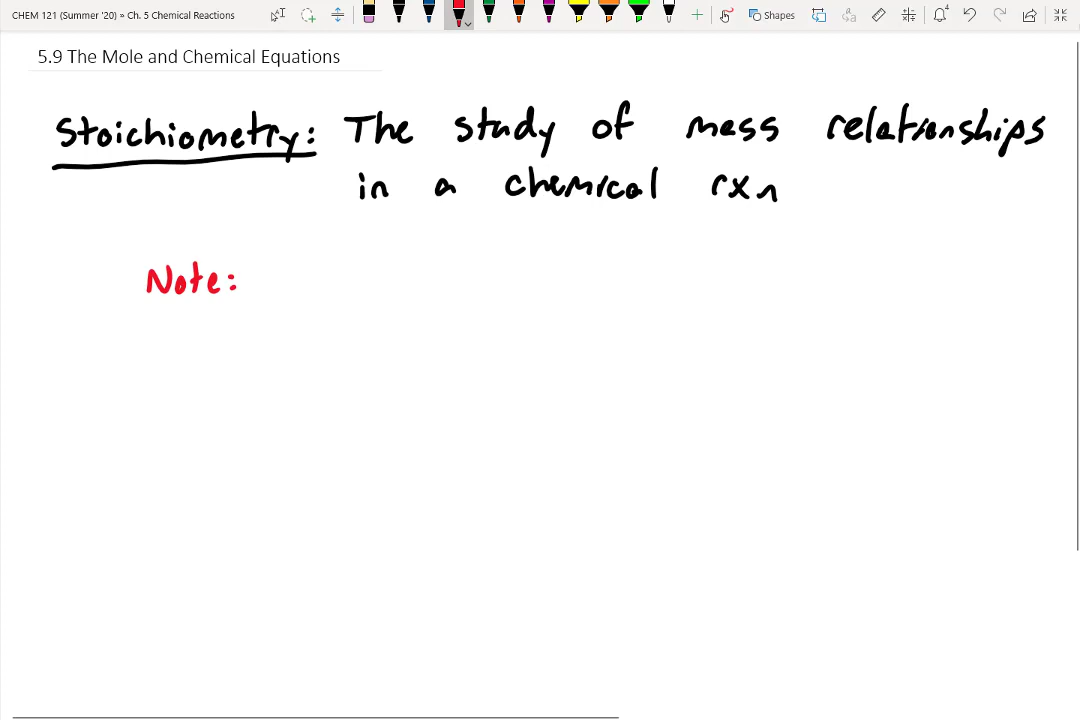 CHEM 121 (Summer '20) » Ch. 5 Chemical Reactions
Shapes
5.9 The Mole and Chemical Equations
Stoichiometry: The study of mass relationships
in a chemical rxn
Note: